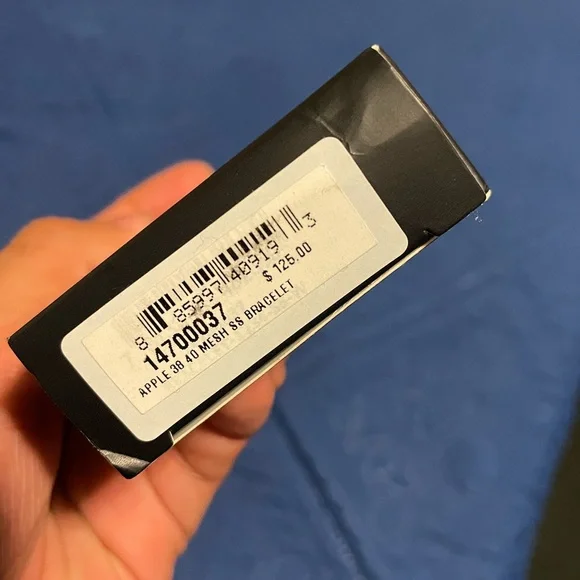 8 85997 40919 3
$ 125.00
14700037
APPLE 38 40 MESH SS BRACELET